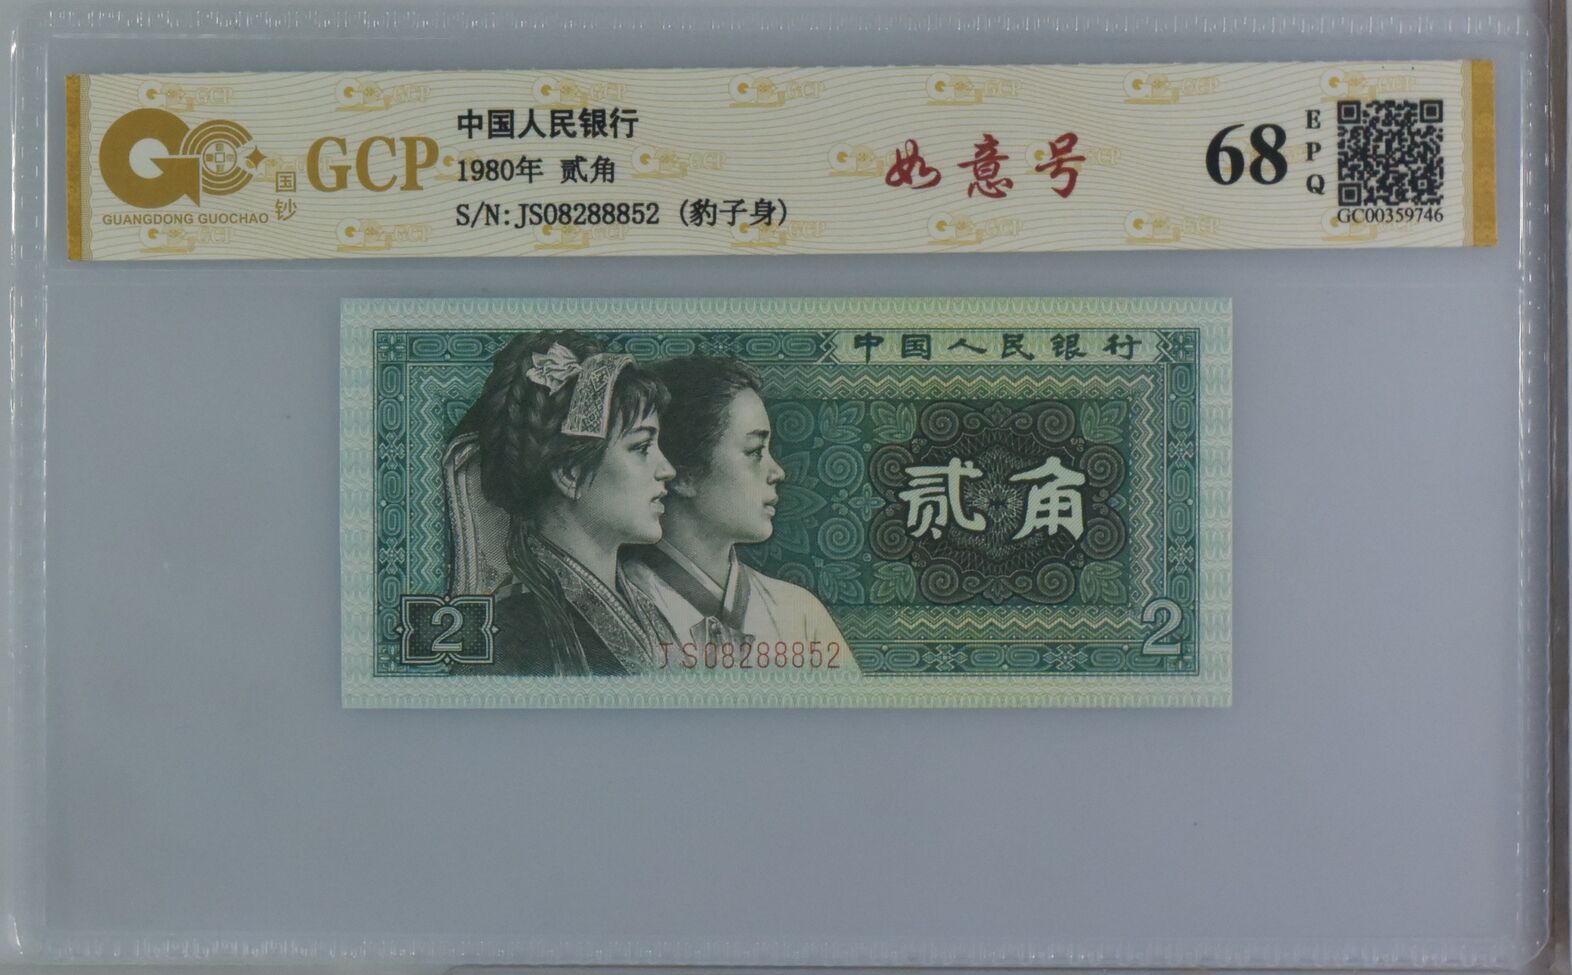 中国人民银行
GCP
1980年 贰角
国钞
GUANGDONG GUOCHAO
S/N:JS08288852 (豹子身)
如意号
68
EPQ
GC00359746
中国人民银行
贰角
2
2
JS08288852